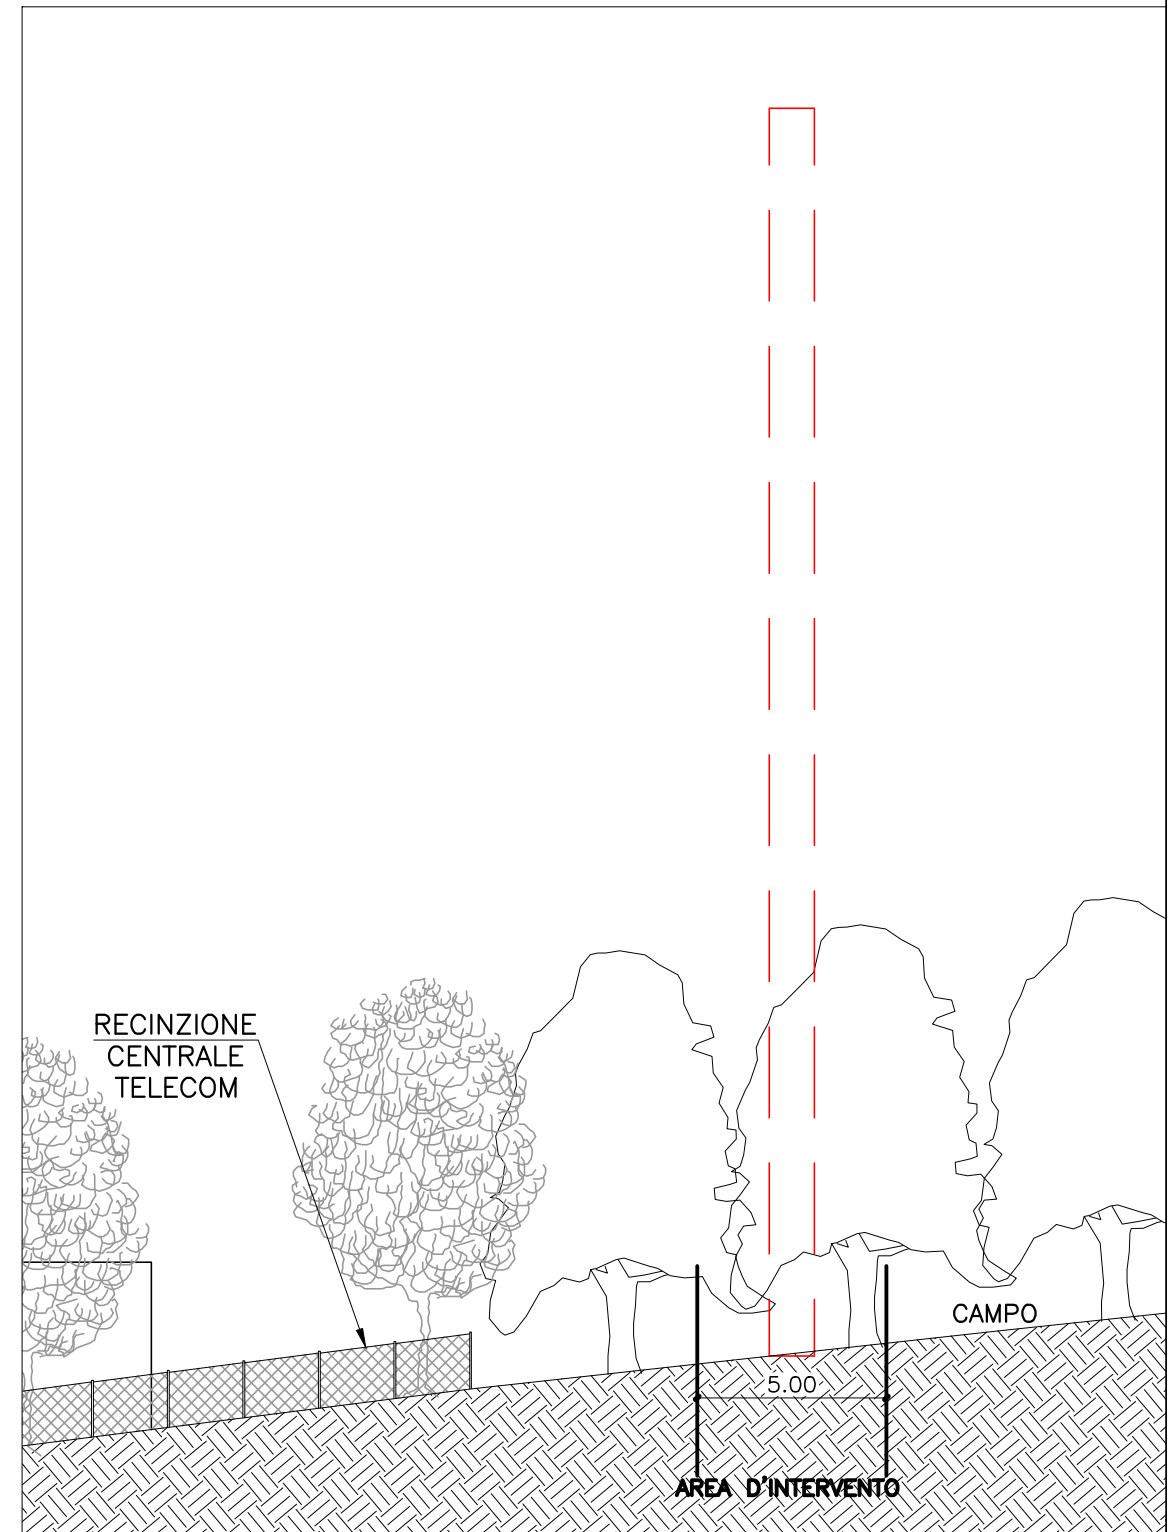 RECINZIONE
CENTRALE
TELECOM
CAMPO
5.00
AREA D'INTERVENTO